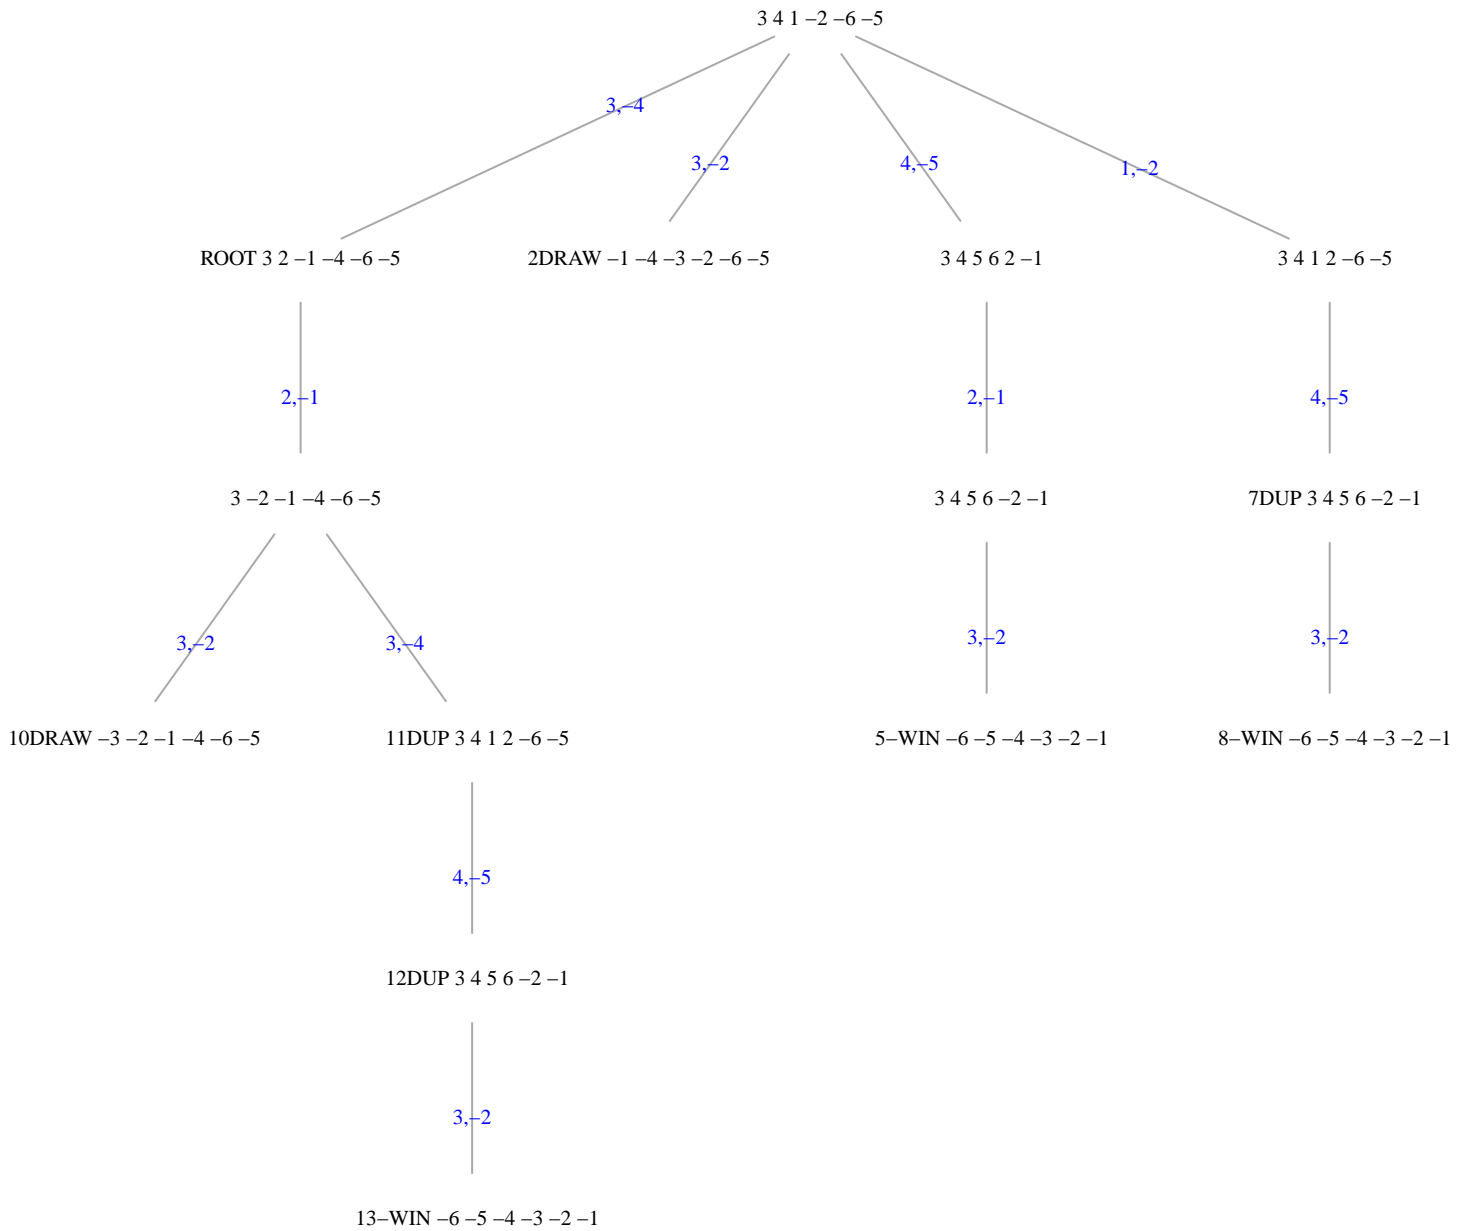 3 4 1 –2 –6 –5
3,–4
3,–2
4,–5
1,–2
ROOT 3 2 –1 –4 –6 –5
2DRAW –1 –4 –3 –2 –6 –5
3 4 5 6 2 –1
3 4 1 2 –6 –5
2,–1
2,–1
4,–5
3 –2 –1 –4 –6 –5
3 4 5 6 –2 –1
7DUP 3 4 5 6 –2 –1
3,–2
3,–4
3,–2
3,–2
10DRAW –3 –2 –1 –4 –6 –5
11DUP 3 4 1 2 –6 –5
5–WIN –6 –5 –4 –3 –2 –1
8–WIN –6 –5 –4 –3 –2 –1
4,–5
12DUP 3 4 5 6 –2 –1
3,–2
13–WIN –6 –5 –4 –3 –2 –1